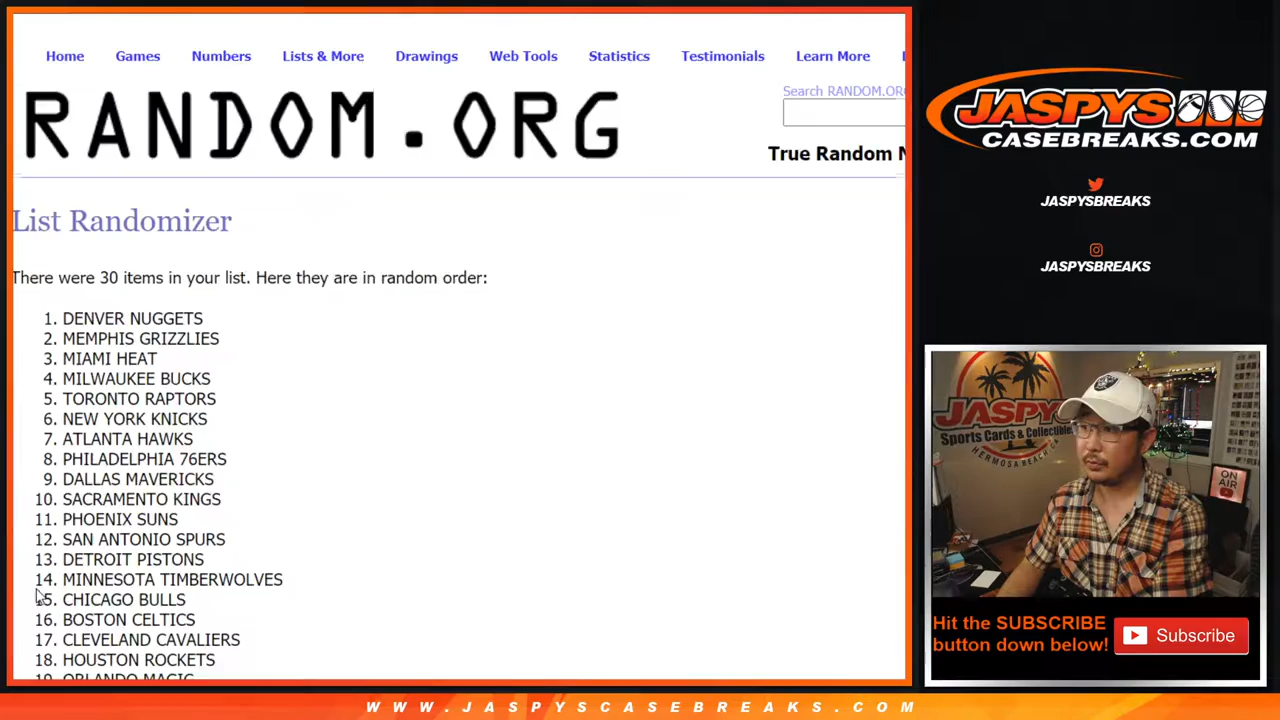 Home Games Numbers Lists & More Drawings Web Tools Statistics Testimonials Learn More
Search RANDOM.ORG
RANDOM.ORG
True Random N
List Randomizer
There were 30 items in your list. Here they are in random order:
1. DENVER NUGGETS
2. MEMPHIS GRIZZLIES
3. MIAMI HEAT
4. MILWAUKEE BUCKS
5. TORONTO RAPTORS
6. NEW YORK KNICKS
7. ATLANTA HAWKS
8. PHILADELPHIA 76ERS
9. DALLAS MAVERICKS
10. SACRAMENTO KINGS
11. PHOENIX SUNS
12. SAN ANTONIO SPURS
13. DETROIT PISTONS
14. MINNESOTA TIMBERWOLVES
15. CHICAGO BULLS
16. BOSTON CELTICS
17. CLEVELAND CAVALIERS
18. HOUSTON ROCKETS
19. ORLANDO MAGIC
JASPYS
CASEBREAKS.COM
JASPYSBREAKS
JASPYSBREAKS
JASPYS
Sports Cards & Collectibles
HERMOSA BEACH CA
ON AIR
Hit the SUBSCRIBE
button down below!
Subscribe
WWW.JASPYSCASEBREAKS.COM